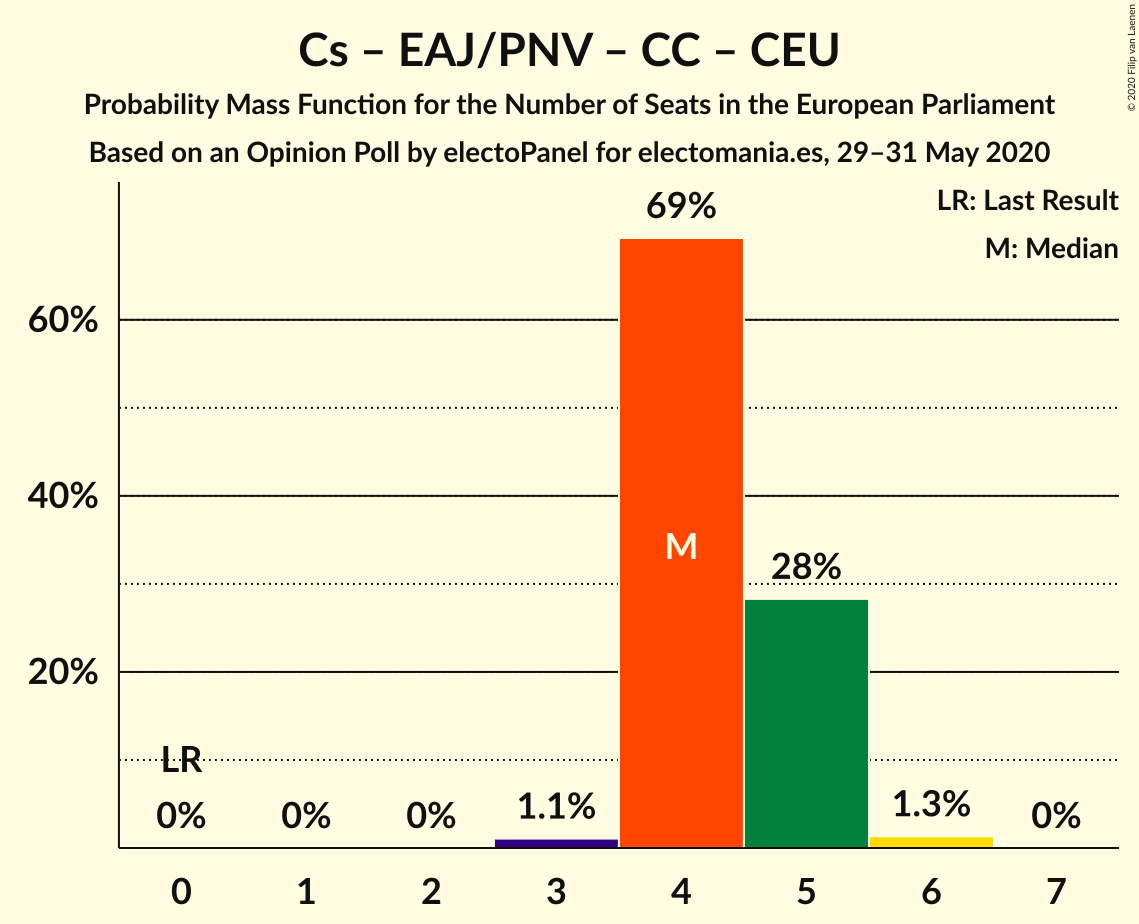 Cs – EAJ/PNV – CC – CEU
Probability Mass Function for the Number of Seats in the European Parliament
Based on an Opinion Poll by electoPanel for electomania.es, 29–31 May 2020
© 2020 Filip van Laenen
LR: Last Result
M: Median
69%
60%
40%
M
28%
20%
LR
0% 0% 0% 1.1% 1.3% 0%
0 1 2 3 4 5 6 7